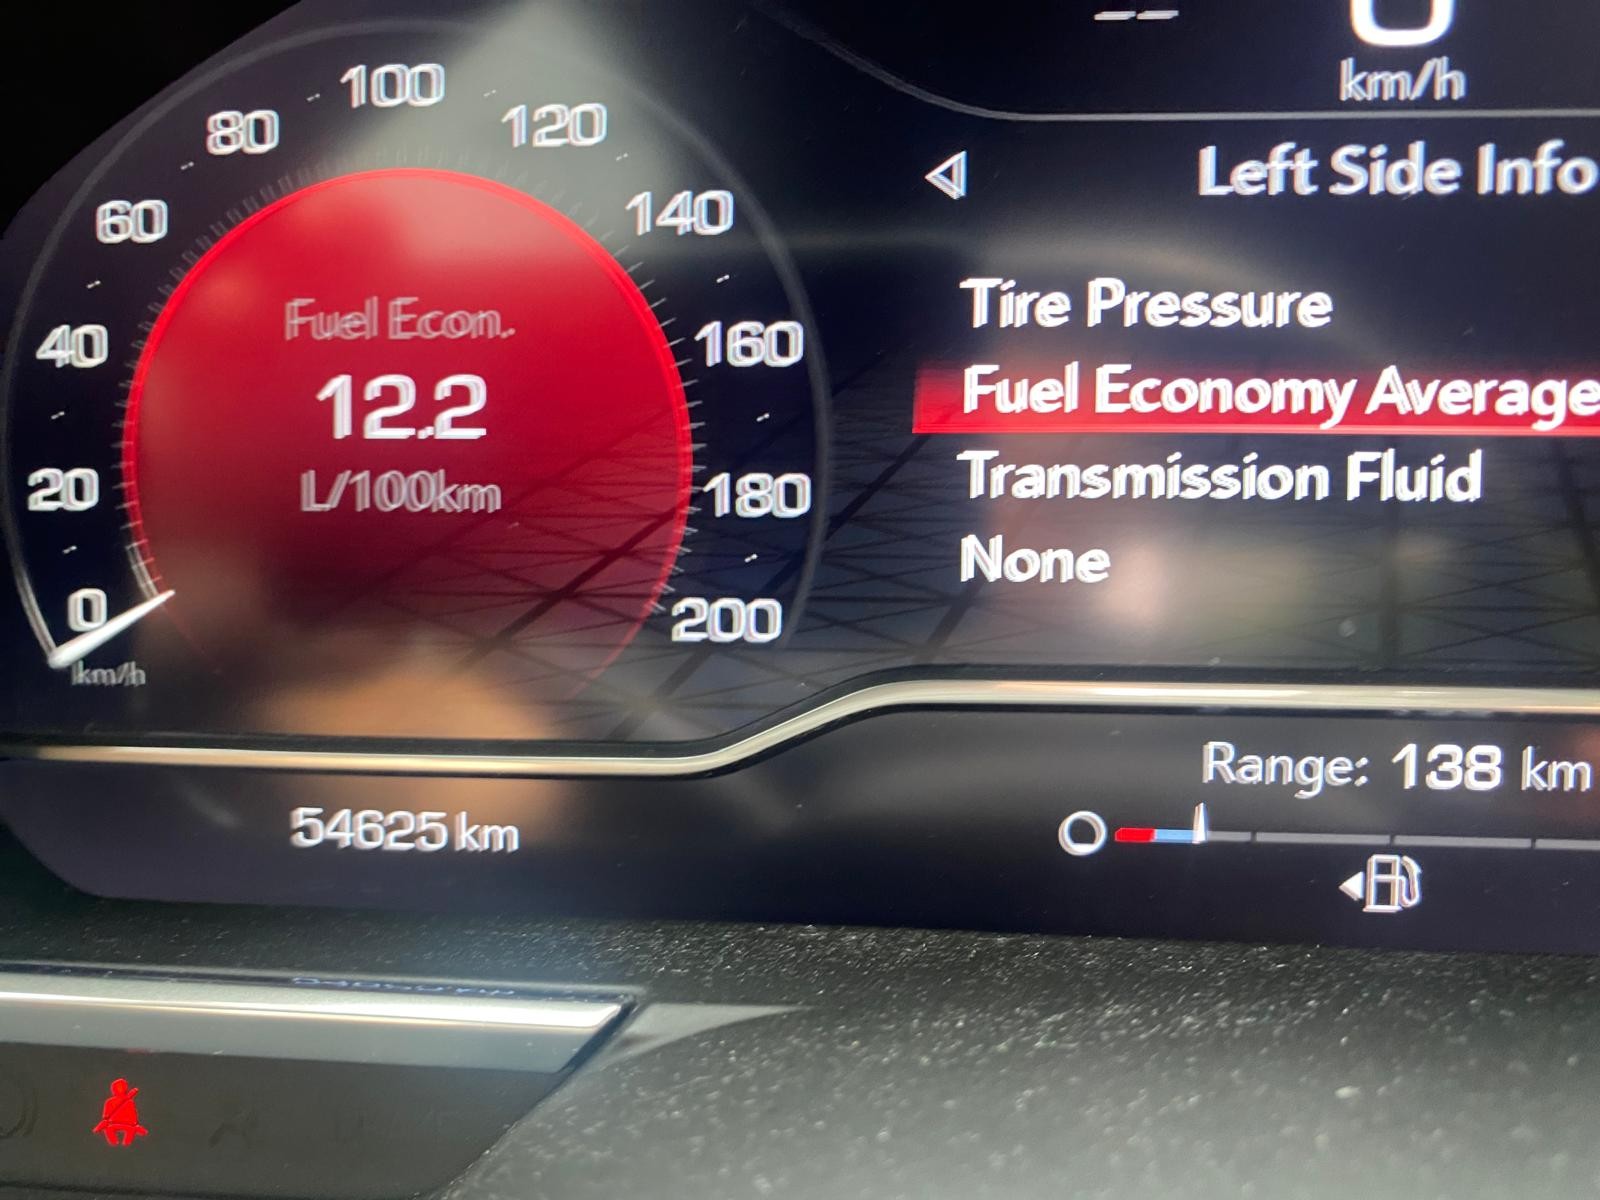 0
km/h
100
80
120
60
140
40
160
20
180
0
200
km/h
Fuel Econ.
12.2
L/100km
Left Side Info
Tire Pressure
Fuel Economy Average
Transmission Fluid
None
Range: 138 km
54625 km